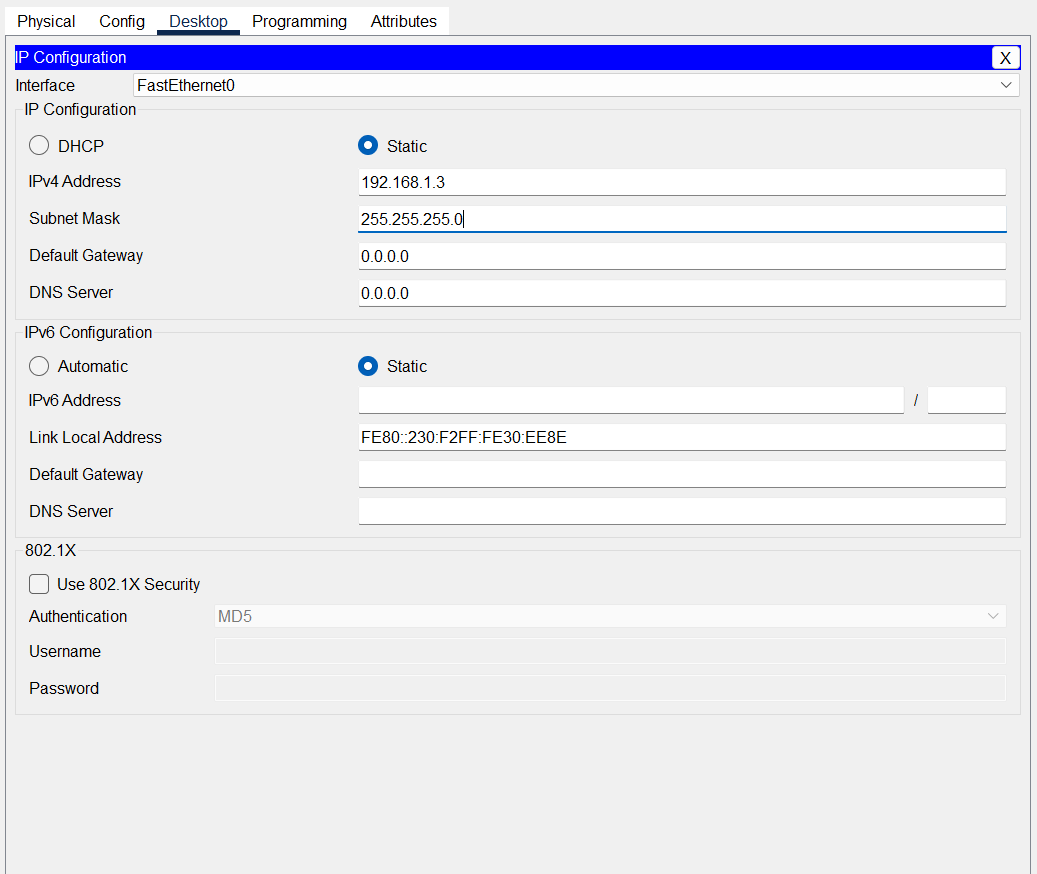 Physical Config Desktop Programming Attributes
IP Configuration X
Interface FastEthernet0
IP Configuration
DHCP Static
IPv4 Address 192.168.1.3
Subnet Mask 255.255.255.0
Default Gateway 0.0.0.0
DNS Server 0.0.0.0
IPv6 Configuration
Automatic Static
IPv6 Address /
Link Local Address FE80::230:F2FF:FE30:EE8E
Default Gateway
DNS Server
802.1X
Use 802.1X Security
Authentication MD5
Username
Password